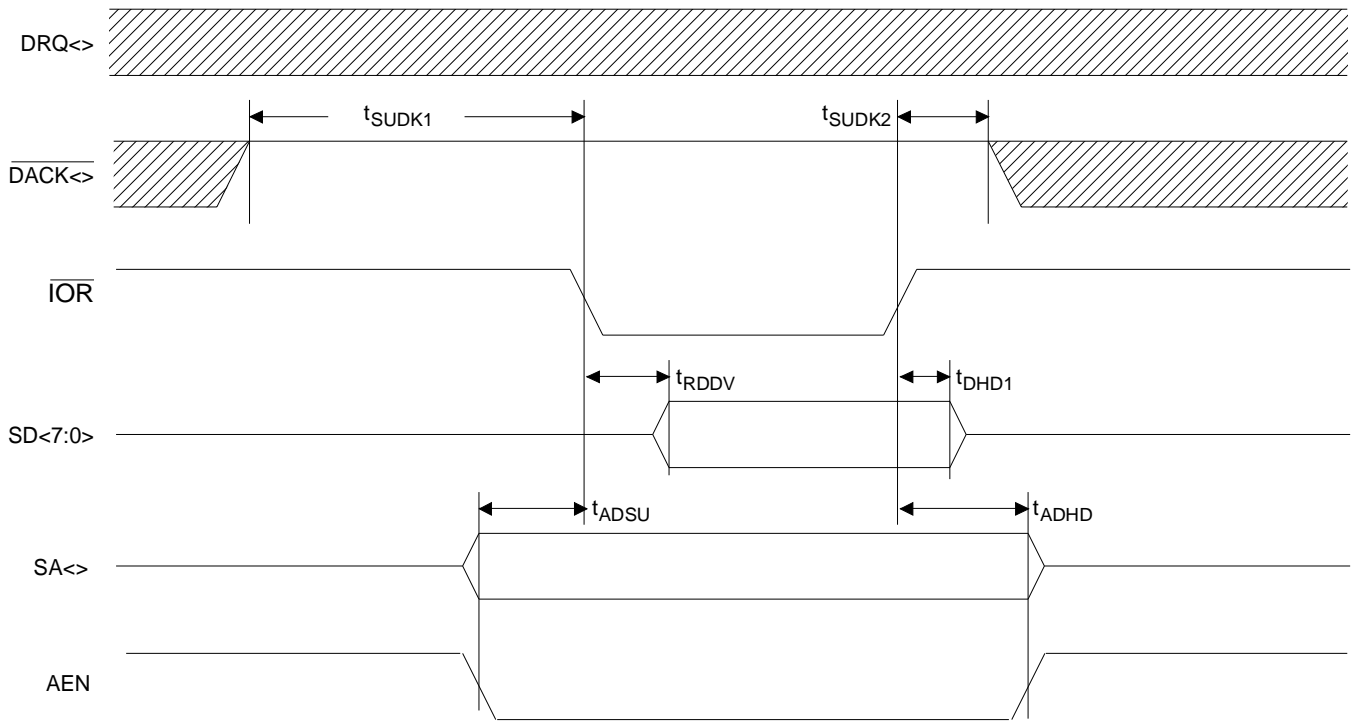 DRQ<>
tSUDK1
tSUDK2
DACK<>
IOR
tRDDV
tDHD1
SD<7:0>
tADSU
tADHD
SA<>
AEN